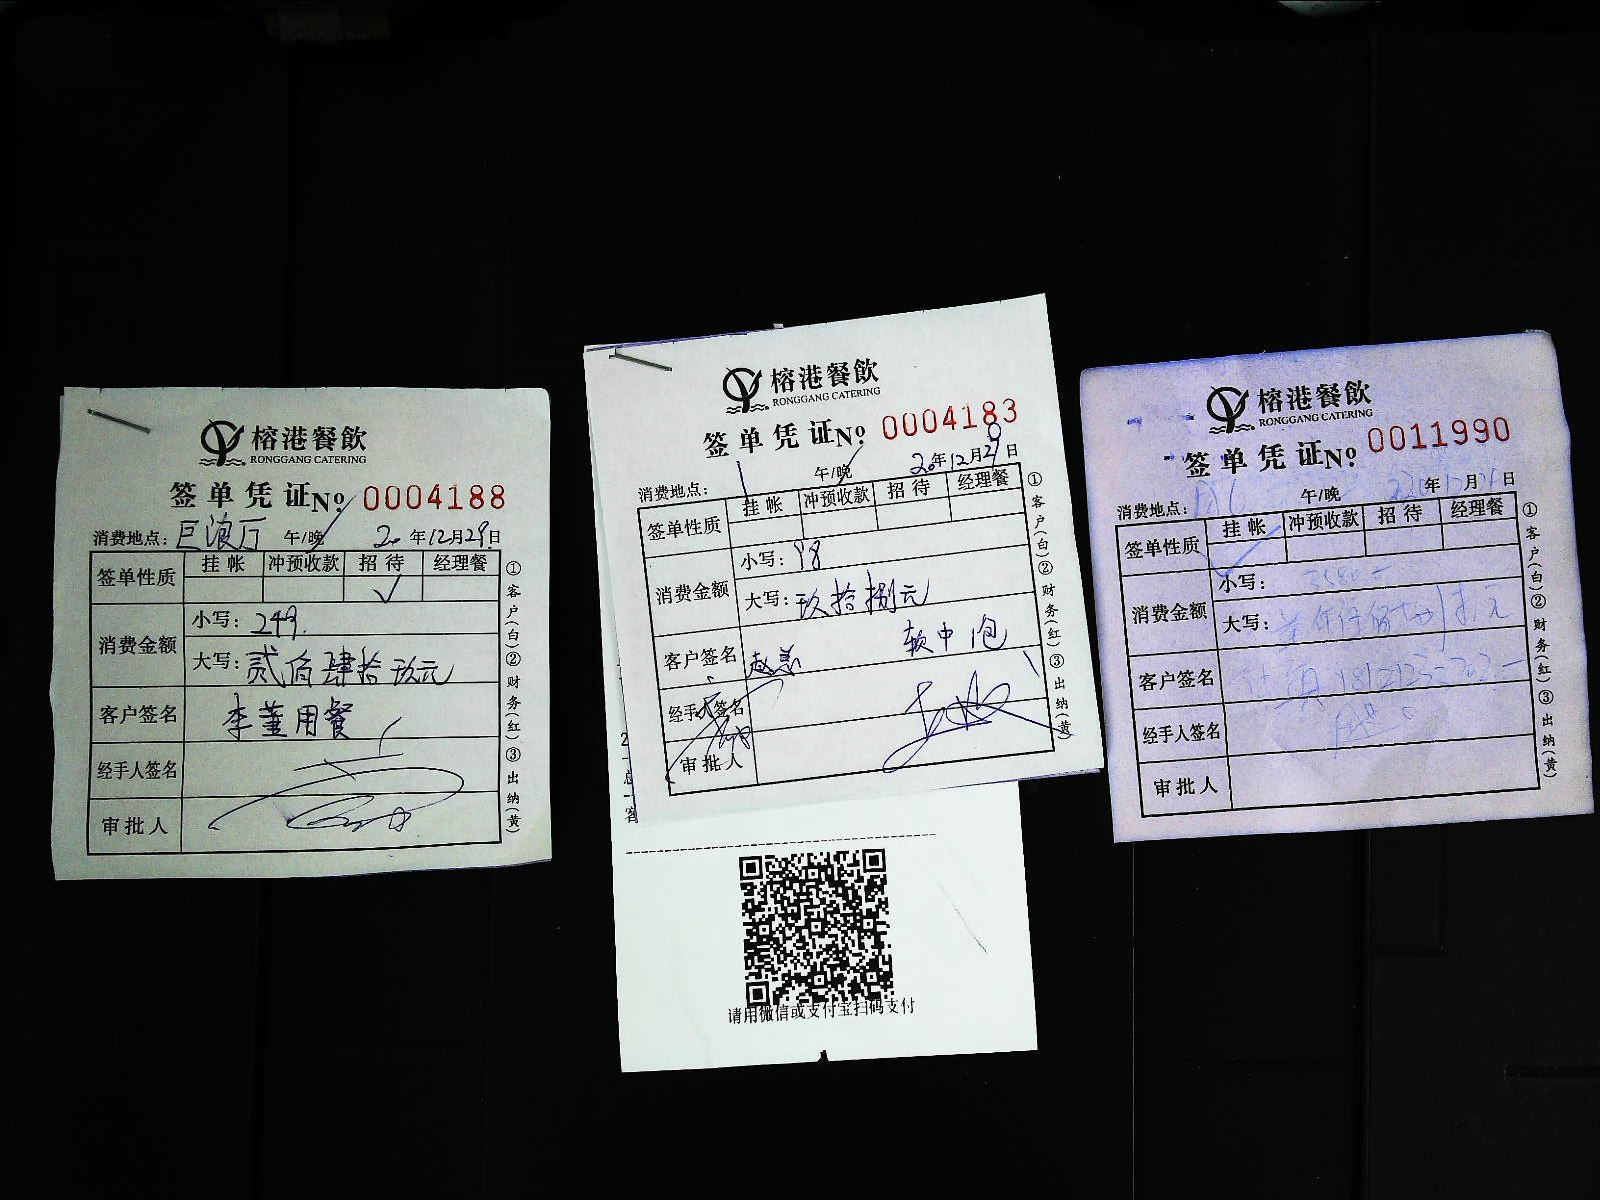 榕港餐飲
RONGGANG CATERING
签单凭证 No. 0004188
消费地点: 巨浪厅 午/晚 20年12月29日
签单性质 挂帐 冲预收款 招待 经理餐
✓
消费金额 小写: 249.
大写: 贰佰肆拾玖元
客户签名 李董用餐
经手人签名
审批人
①客户(白)②财务(红)③出纳(黄)
榕港餐飲
RONGGANG CATERING
签单凭证 No. 0004183
消费地点: 午/晚 20年12月29日
签单性质 挂帐 冲预收款 招待 经理餐
消费金额 小写: 98
大写: 玖拾捌元
客户签名 软中1包
经手人签名
审批人
①客户(白)②财务(红)③出纳(黄)
请用微信或支付宝扫码支付
榕港餐飲
RONGGANG CATERING
签单凭证 No. 0011990
消费地点: 午/晚 年 月 日
签单性质 挂帐 冲预收款 招待 经理餐
✓
消费金额 小写:
大写:
客户签名
经手人签名
审批人
①客户(白)②财务(红)③出纳(黄)